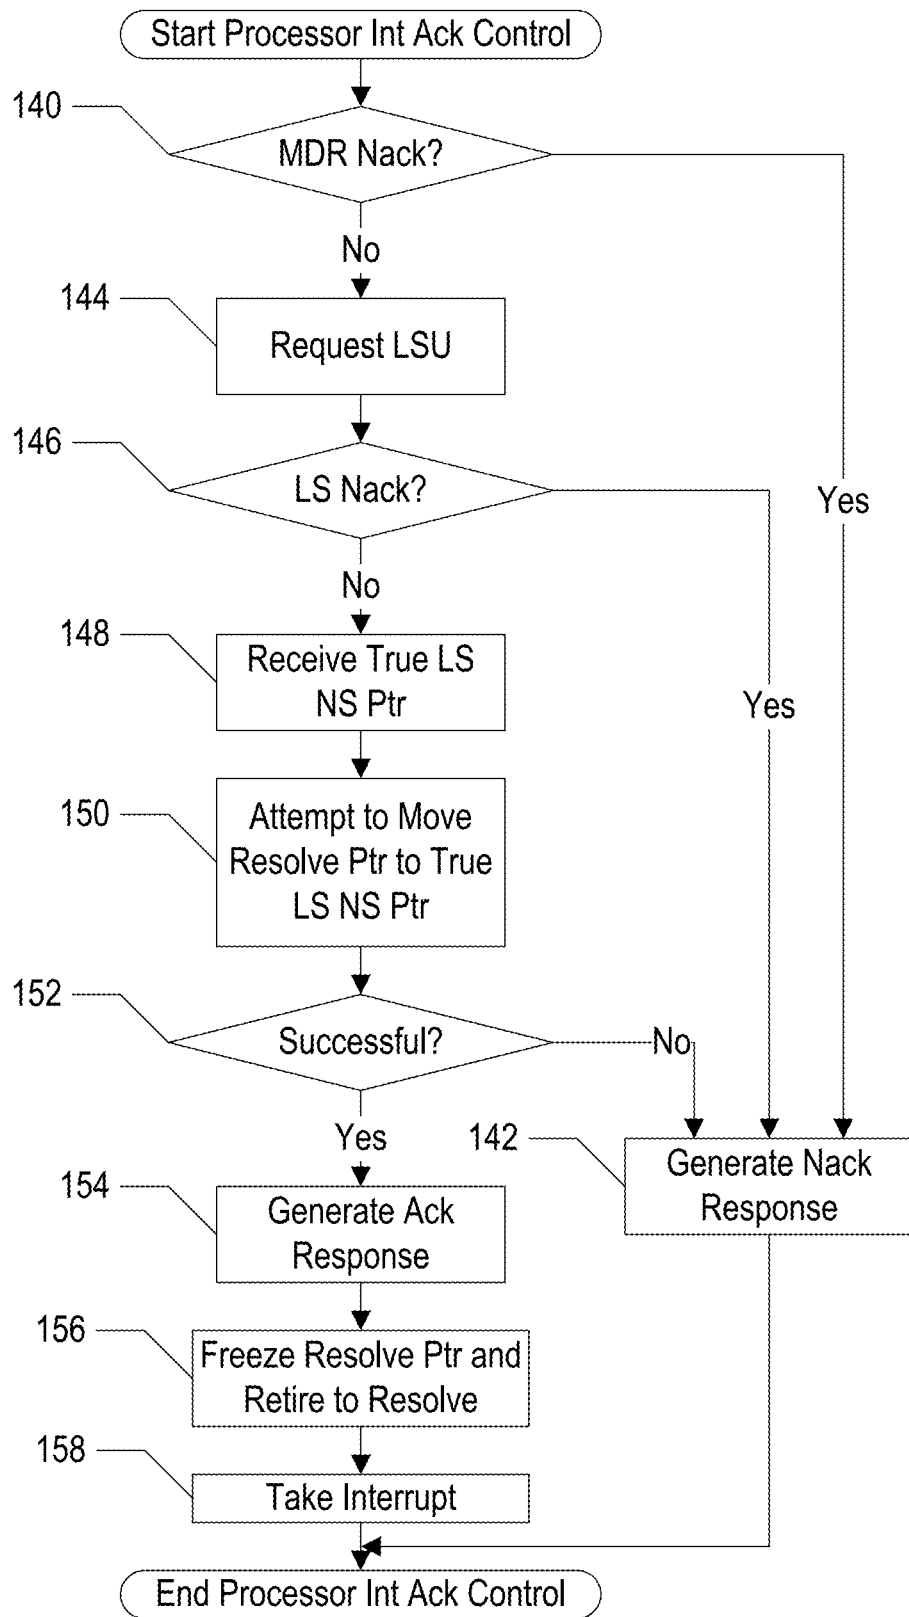 Start Processor Int Ack Control
140
MDR Nack?
No
144
Request LSU
146
LS Nack?
Yes
No
148
Receive True LS
NS Ptr
Yes
150
Attempt to Move
Resolve Ptr to True
LS NS Ptr
152
Successful?
No
Yes
142
Generate Nack
Response
154
Generate Ack
Response
156
Freeze Resolve Ptr and
Retire to Resolve
158
Take Interrupt
End Processor Int Ack Control